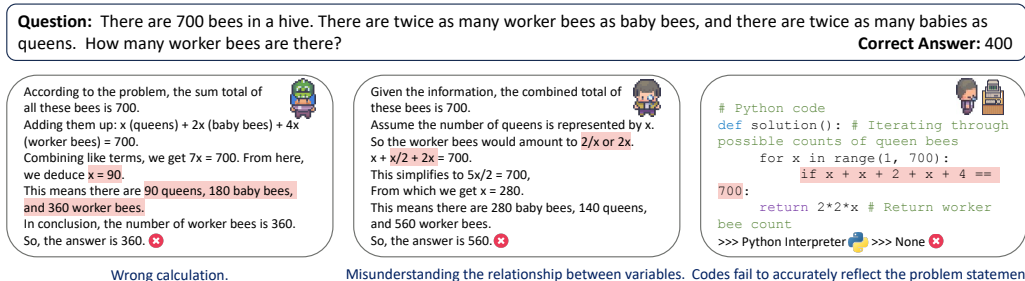 Question: There are 700 bees in a hive. There are twice as many worker bees as baby bees, and there are twice as many babies as
queens. How many worker bees are there? Correct Answer: 400
According to the problem, the sum total of
all these bees is 700.
Adding them up: x (queens) + 2x (baby bees) + 4x
(worker bees) = 700.
Combining like terms, we get 7x = 700. From here,
we deduce x = 90.
This means there are 90 queens, 180 baby bees,
and 360 worker bees.
In conclusion, the number of worker bees is 360.
So, the answer is 360.
Wrong calculation.
Given the information, the combined total of
these bees is 700.
Assume the number of queens is represented by x.
So the worker bees would amount to 2/x or 2x.
x + x/2 + 2x = 700.
This simplifies to 5x/2 = 700,
From which we get x = 280.
This means there are 280 baby bees, 140 queens,
and 560 worker bees.
So, the answer is 560.
Misunderstanding the relationship between variables.
# Python code
def solution(): # Iterating through
possible counts of queen bees
for x in range(1, 700):
if x + x + 2 + x + 4 ==
700:
return 2*2*x # Return worker
bee count
>>> Python Interpreter >>> None
Codes fail to accurately reflect the problem statemen